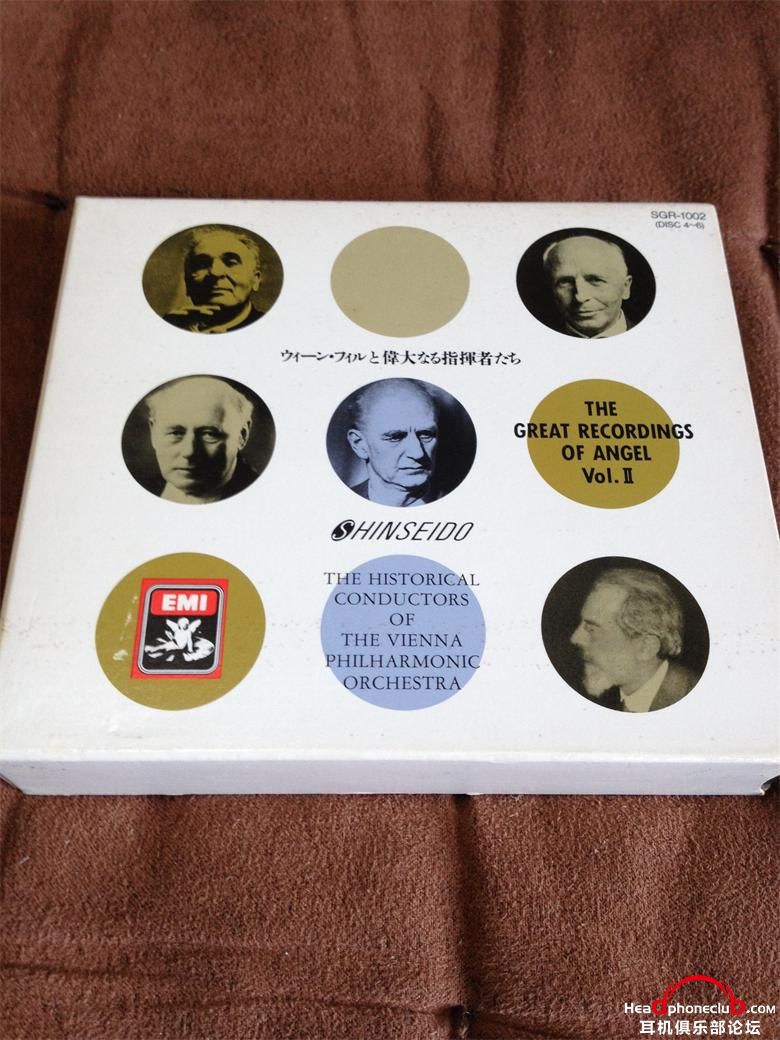 SGR-1002
(DISC 4~6)
ウィーン・フィルと偉大なる指揮者たち
THE
GREAT RECORDINGS
OF ANGEL
Vol. II
SHINSEIDO
EMI
THE HISTORICAL
CONDUCTORS
OF
THE VIENNA
PHILHARMONIC
ORCHESTRA
Headphoneclub.com
耳机俱乐部论坛